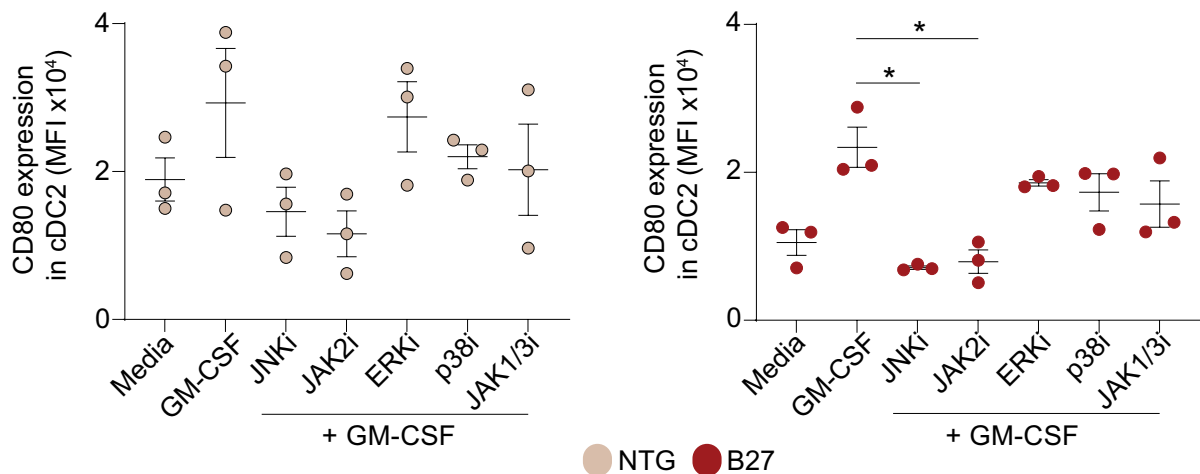 CD80 expression
in cDC2 (MFI x10⁴)
4
2
0
Media
GM-CSF
JNKi
JAK2i
ERKi
p38i
JAK1/3i
+ GM-CSF
CD80 expression
in cDC2 (MFI x10⁴)
4
2
0
*
*
Media
GM-CSF
JNKi
JAK2i
ERKi
p38i
JAK1/3i
+ GM-CSF
NTG B27